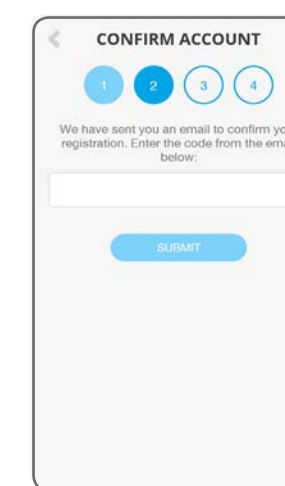 CONFIRM ACCOUNT
1 2 3 4
We have sent you an email to confirm yo
registration. Enter the code from the ema
below:
SUBMIT